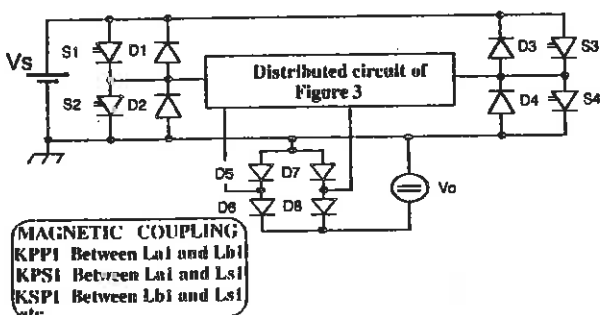 Vs
S1
D1
S2
D2
Distributed circuit of
Figure 3
D3
S3
D4
S4
D5
D7
D6
D8
Vo
MAGNETIC COUPLING
KPP1 Between La1 and Lb1
KPS1 Between La1 and Ls1
KSP1 Between Lb1 and Ls1
etc